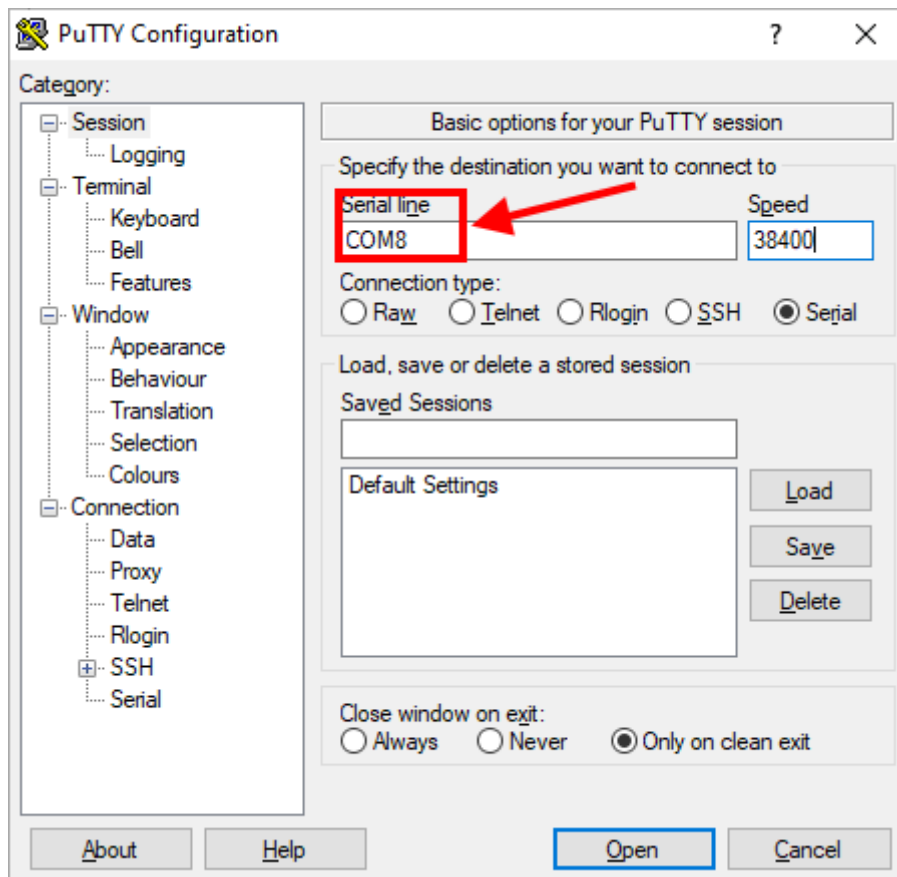 PuTTY Configuration
?
Category:
Session
Logging
Terminal
Keyboard
Bell
Features
Window
Appearance
Behaviour
Translation
Selection
Colours
Connection
Data
Proxy
Telnet
Rlogin
SSH
Serial
Basic options for your PuTTY session
Specify the destination you want to connect to
Serial line Speed
COM8 38400
Connection type:
Raw Telnet Rlogin SSH Serial
Load, save or delete a stored session
Saved Sessions
Default Settings
Load
Save
Delete
Close window on exit:
Always Never Only on clean exit
About Help Open Cancel